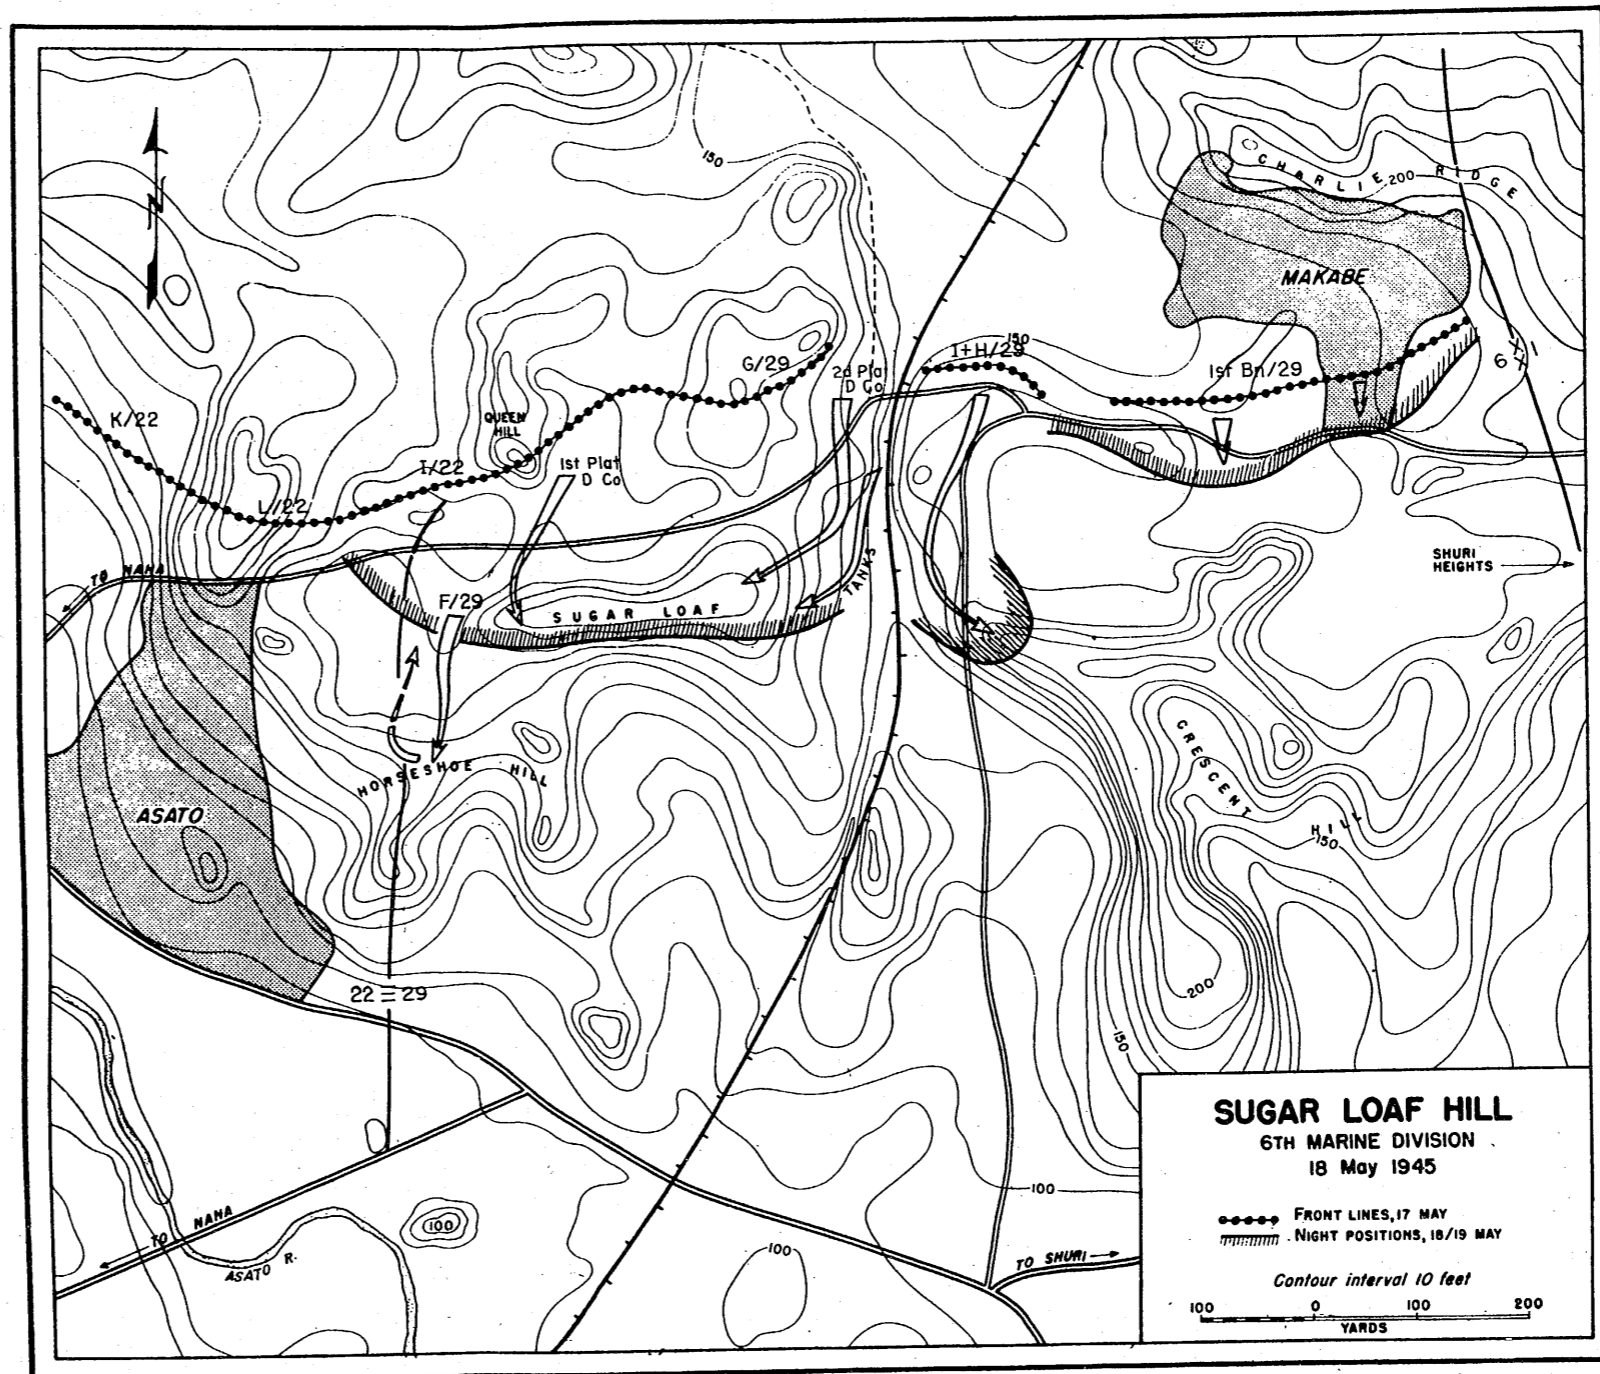 N
150
CHARLIE RIDGE
200
MAKABE
150
I+H/29
1st Bn/29
6 XX 1
G/29
2d Plat
D Co
K/22
QUEEN
HILL
I/22
1st Plat
D Co
L/22
TO NAHA
SHURI
HEIGHTS
TANKS
F/29
SUGAR LOAF
HORSESHOE HILL
CRESCENT HILL
150
ASATO
200
22 29
150
100
TO NAHA
100
ASATO R.
100
TO SHURI
SUGAR LOAF HILL
6TH MARINE DIVISION
18 May 1945
FRONT LINES, 17 MAY
NIGHT POSITIONS, 18/19 MAY
Contour interval 10 feet
100 0 100 200
YARDS